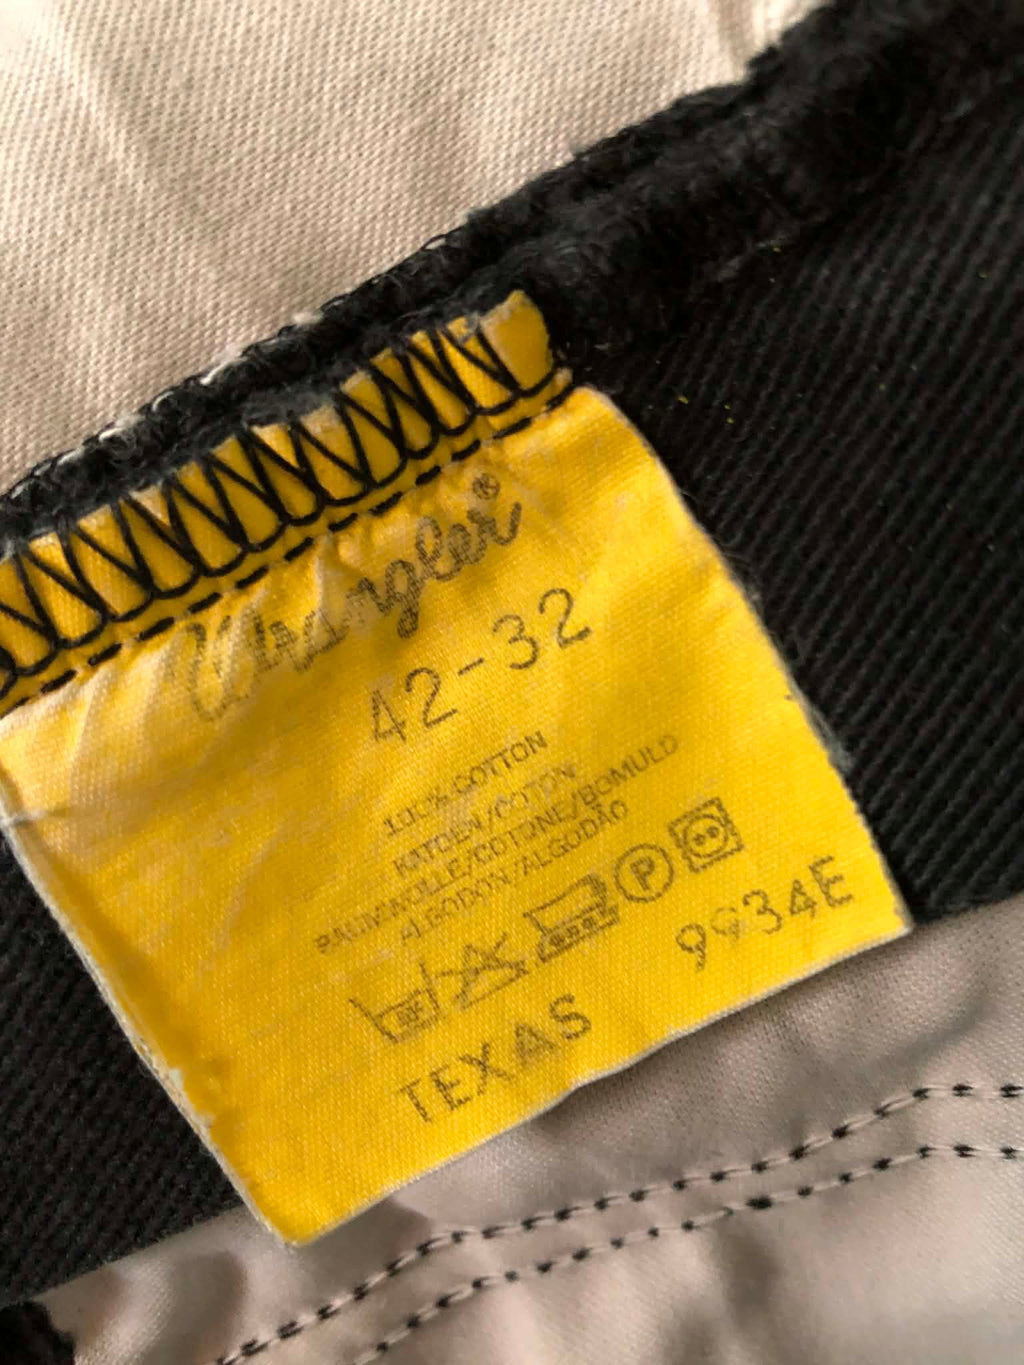 Wrangler®
42-32
100% COTTON
KATOEN/COTON
BAUMWOLLE/COTONE/BOMULD
ALGODON/ALGODÃO
P
TEXAS 9934E